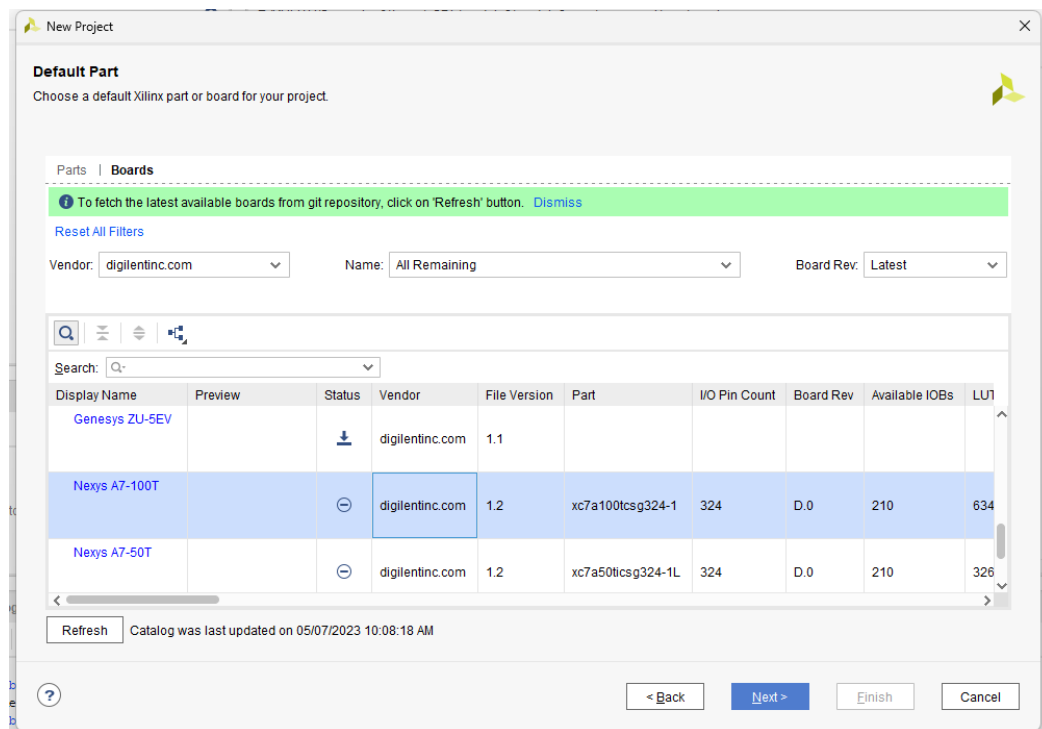 New Project
Default Part
Choose a default Xilinx part or board for your project.
Parts | Boards
To fetch the latest available boards from git repository, click on 'Refresh' button. Dismiss
Reset All Filters
Vendor: digilentinc.com Name: All Remaining Board Rev: Latest
Search:
Display Name Preview Status Vendor File Version Part I/O Pin Count Board Rev Available IOBs LUT
Genesys ZU-5EV digilentinc.com 1.1
Nexys A7-100T digilentinc.com 1.2 xc7a100tcsg324-1 324 D.0 210 634
Nexys A7-50T digilentinc.com 1.2 xc7a50ticsg324-1L 324 D.0 210 326
Refresh Catalog was last updated on 05/07/2023 10:08:18 AM
? < Back Next > Finish Cancel